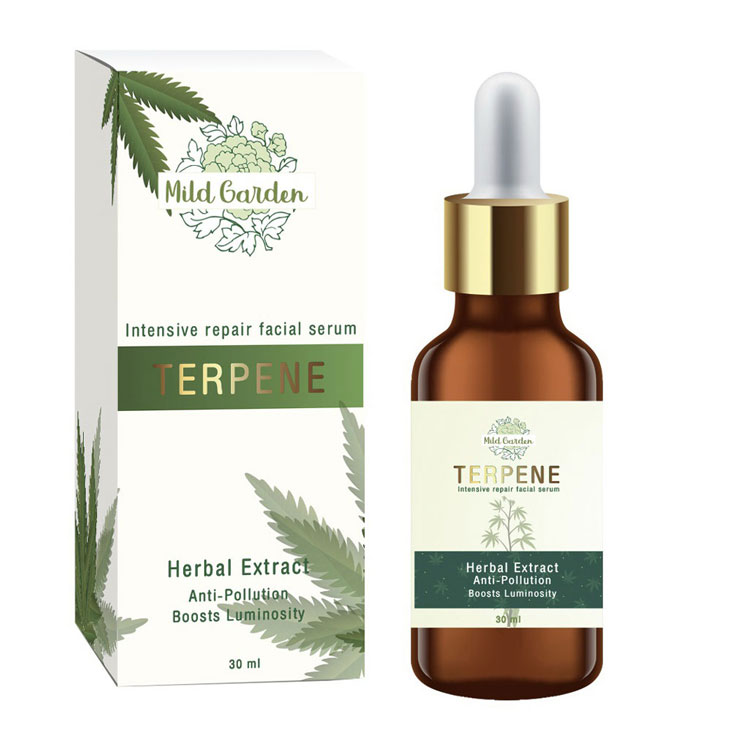 Mild Garden
Intensive repair facial serum
TERPENE
Herbal Extract
Anti-Pollution
Boosts Luminosity
30 ml
Mild Garden
TERPENE
Intensive repair facial serum
Herbal Extract
Anti-Pollution
Boosts Luminosity
30 ml